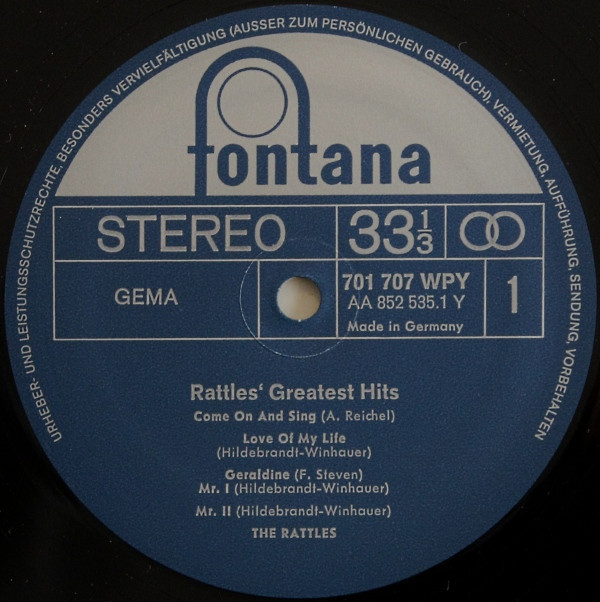 URHEBER- UND LEISTUNGSSCHUTZRECHTE, BESONDERS VERVIELFÄLTIGUNG (AUSSER ZUM PERSÖNLICHEN GEBRAUCH), VERMIETUNG, AUFFÜHRUNG, SENDUNG, VORBEHALTEN
fontana
STEREO 33⅓
GEMA
701 707 WPY
AA 852 535.1 Y
Made in Germany
1
Rattles' Greatest Hits
Come On And Sing (A. Reichel)
Love Of My Life
(Hildebrandt-Winhauer)
Geraldine (F. Steven)
Mr. I (Hildebrandt-Winhauer)
Mr. II (Hildebrandt-Winhauer)
THE RATTLES